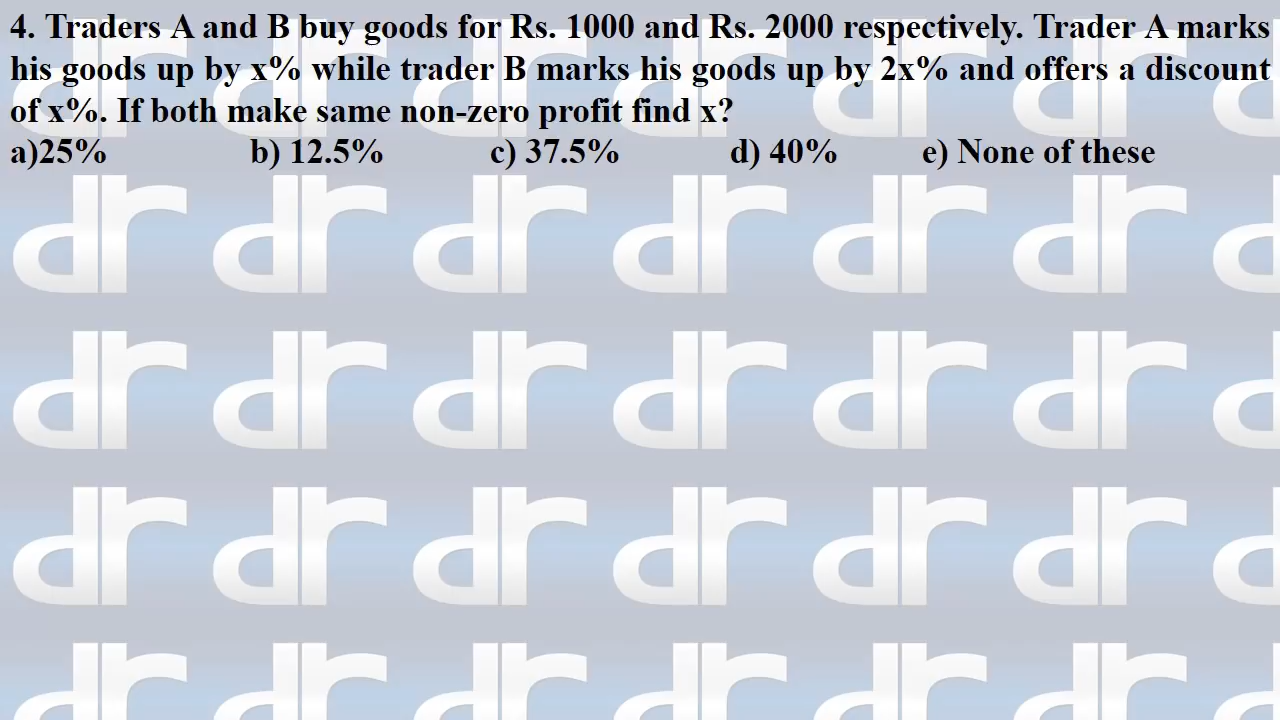 4. Traders A and B buy goods for Rs. 1000 and Rs. 2000 respectively. Trader A marks
his goods up by x% while trader B marks his goods up by 2x% and offers a discount
of x%. If both make same non-zero profit find x?
a)25% b) 12.5% c) 37.5% d) 40% e) None of these